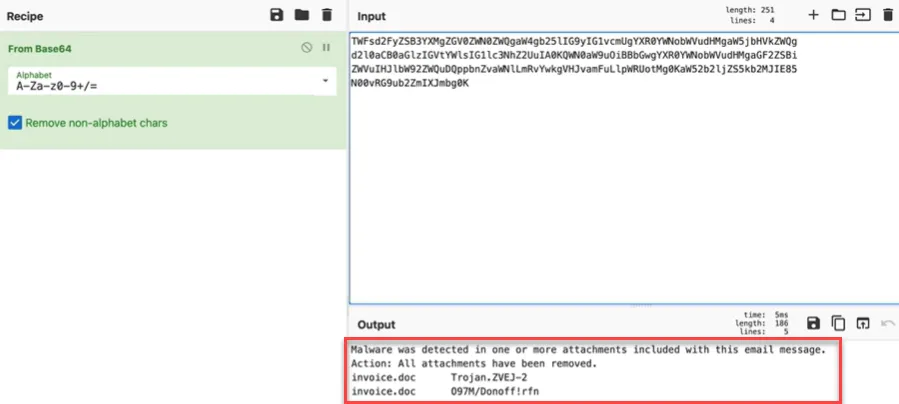 Recipe
From Base64
Alphabet
A-Za-z0-9+/=
Remove non-alphabet chars
Input
length: 251
lines: 4
TWFsd2FyZSB3YXMgZGV0ZWN0ZWQgaW4gb25lIG9yIG1vcmUgYXR0YWNobWVudHMgaW5jbHVkZWQg
d2l0aCB0aGlzIGVtYWlsIG1lc3NhZ2UuIA0KQWN0aW9uOiBBbGwgYXR0YWNobWVudHMgaGF2ZSBi
ZWVuIHJlbW92ZWQuDQppbnZvaWNlLmRvYwkgVHJvamFuLlpWRUotMg0KaW52b2ljZS5kb2MJIE85
N00vRG9ub2ZmIXJmbg0K
Output
time: 5ms
length: 186
lines: 5
Malware was detected in one or more attachments included with this email message.
Action: All attachments have been removed.
invoice.doc Trojan.ZVEJ-2
invoice.doc O97M/Donoff!rfn